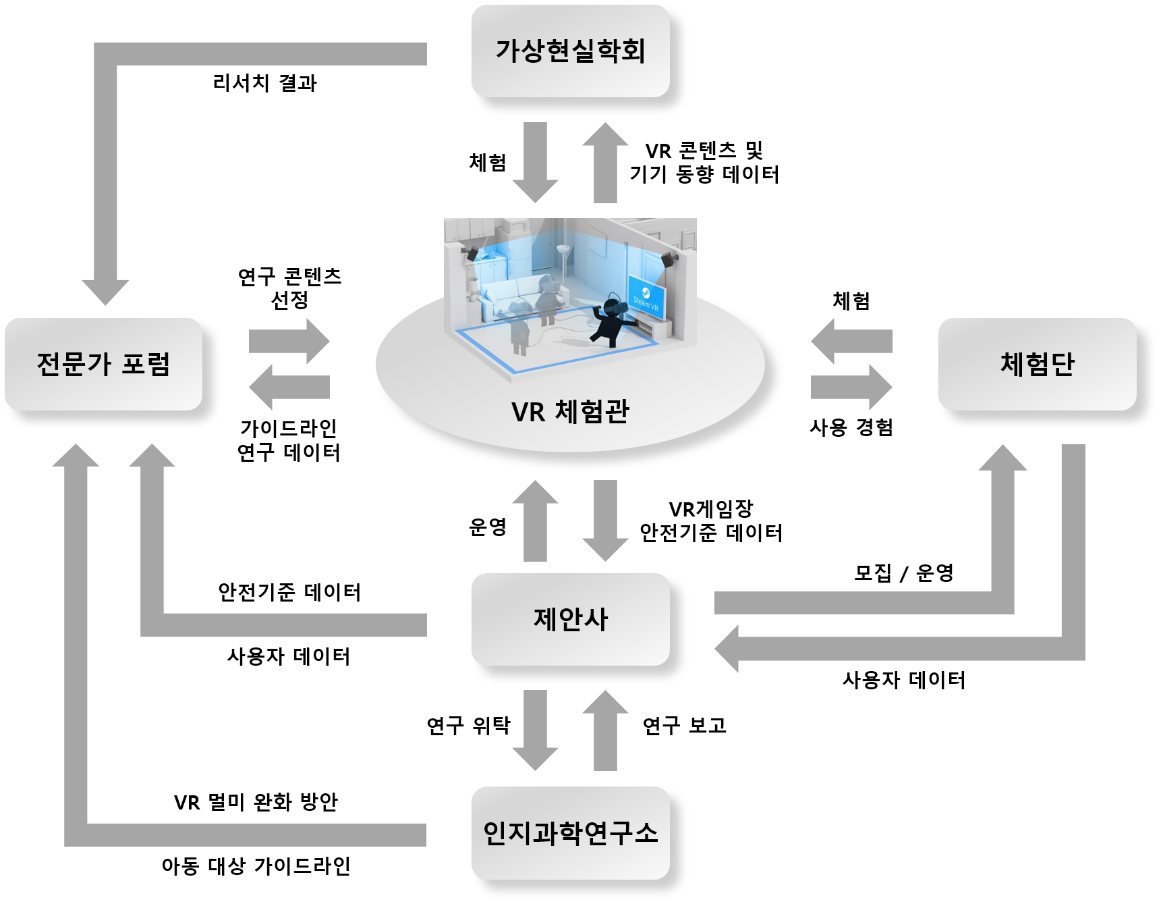 가상현실학회
리서치 결과
체험
VR 콘텐츠 및
기기 동향 데이터
연구 콘텐츠
선정
Steam VR
체험
전문가 포럼
체험단
VR 체험관
가이드라인
연구 데이터
사용 경험
운영
VR게임장
안전기준 데이터
모집 / 운영
안전기준 데이터
제안사
사용자 데이터
사용자 데이터
연구 위탁
연구 보고
VR 멀미 완화 방안
인지과학연구소
아동 대상 가이드라인